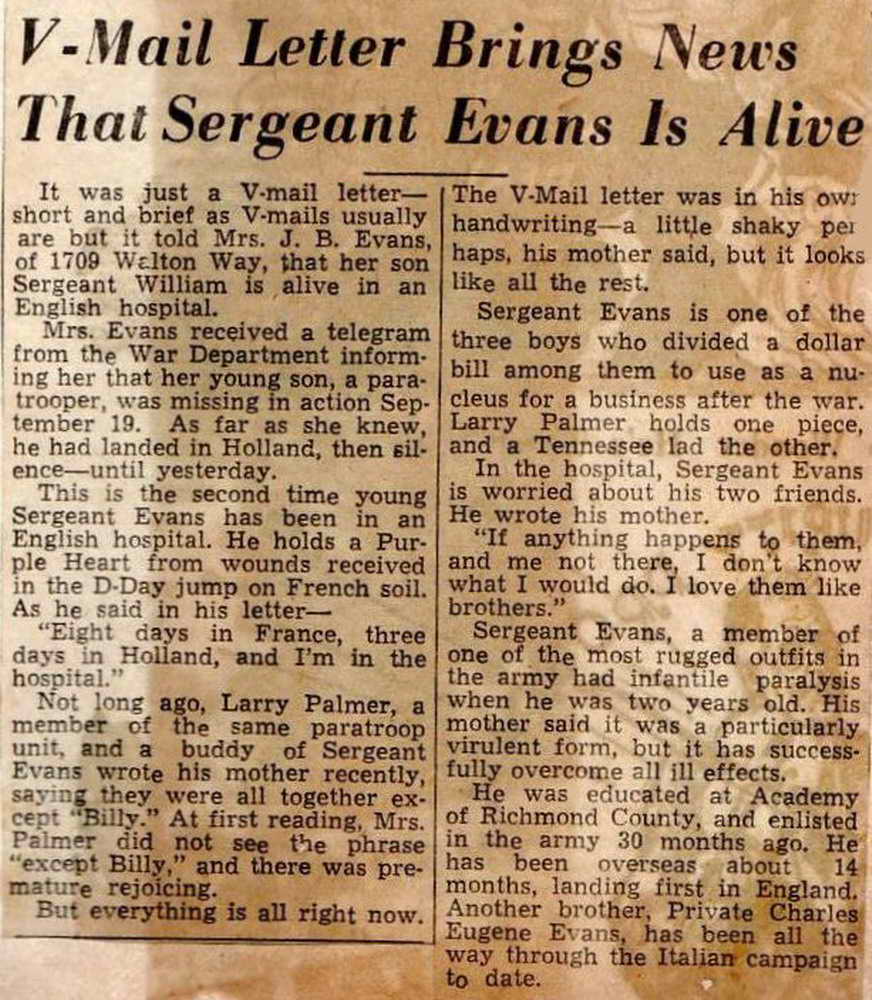 V-Mail Letter Brings News
That Sergeant Evans Is Alive
It was just a V-mail letter—
short and brief as V-mails usually
are but it told Mrs. J. B. Evans,
of 1709 Walton Way, that her son
Sergeant William is alive in an
English hospital.
Mrs. Evans received a telegram
from the War Department inform-
ing her that her young son, a para-
trooper, was missing in action Sep-
tember 19. As far as she knew,
he had landed in Holland, then sil-
ence—until yesterday.
This is the second time young
Sergeant Evans has been in an
English hospital. He holds a Pur-
ple Heart from wounds received
in the D-Day jump on French soil.
As he said in his letter—
"Eight days in France, three
days in Holland, and I'm in the
hospital."
Not long ago, Larry Palmer, a
member of the same paratroop
unit, and a buddy of Sergeant
Evans wrote his mother recently,
saying they were all together ex-
cept "Billy." At first reading, Mrs.
Palmer did not see the phrase
"except Billy," and there was pre-
mature rejoicing.
But everything is all right now.
The V-Mail letter was in his own
handwriting—a little shaky per
haps, his mother said, but it looks
like all the rest.
Sergeant Evans is one of the
three boys who divided a dollar
bill among them to use as a nu-
cleus for a business after the war.
Larry Palmer holds one piece,
and a Tennessee lad the other.
In the hospital, Sergeant Evans
is worried about his two friends.
He wrote his mother.
"If anything happens to them,
and me not there, I don't know
what I would do. I love them like
brothers."
Sergeant Evans, a member of
one of the most rugged outfits in
the army had infantile paralysis
when he was two years old. His
mother said it was a particularly
virulent form, but it has success-
fully overcome all ill effects.
He was educated at Academy
of Richmond County, and enlisted
in the army 30 months ago. He
has been overseas about 14
months, landing first in England.
Another brother, Private Charles
Eugene Evans, has been all the
way through the Italian campaign
to date.